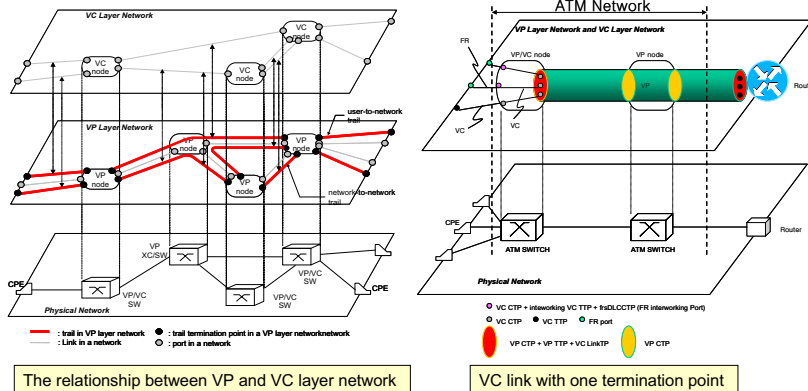 VC Layer Network
VC
node
VC
node
VC
node
user-to-network
trail
VP Layer Network
VP
node
VP
node
VP
node
VP
node
network-to-network
trail
VP
XC/SW
CPE
VP/VC
SW
VP/VC
SW
VP/VC
SW
CPE
Physical Network
: trail in VP layer network
: trail termination point in a VP layer networknetwork
: Link in a network
: port in a network
The relationship between VP and VC layer network
ATM Network
VP Layer Network and VC Layer Network
FR
VP/VC node
VP node
VP
Rout
VC
VC
CPE
ATM SWITCH
ATM SWITCH
Router
Physical Network
VC CTP + inteworking VC TTP + frsDLCCTP (FR interworking Port)
VC CTP
VC TTP
FR port
VP CTP + VP TTP + VC LinkTP
VP CTP
VC link with one termination point